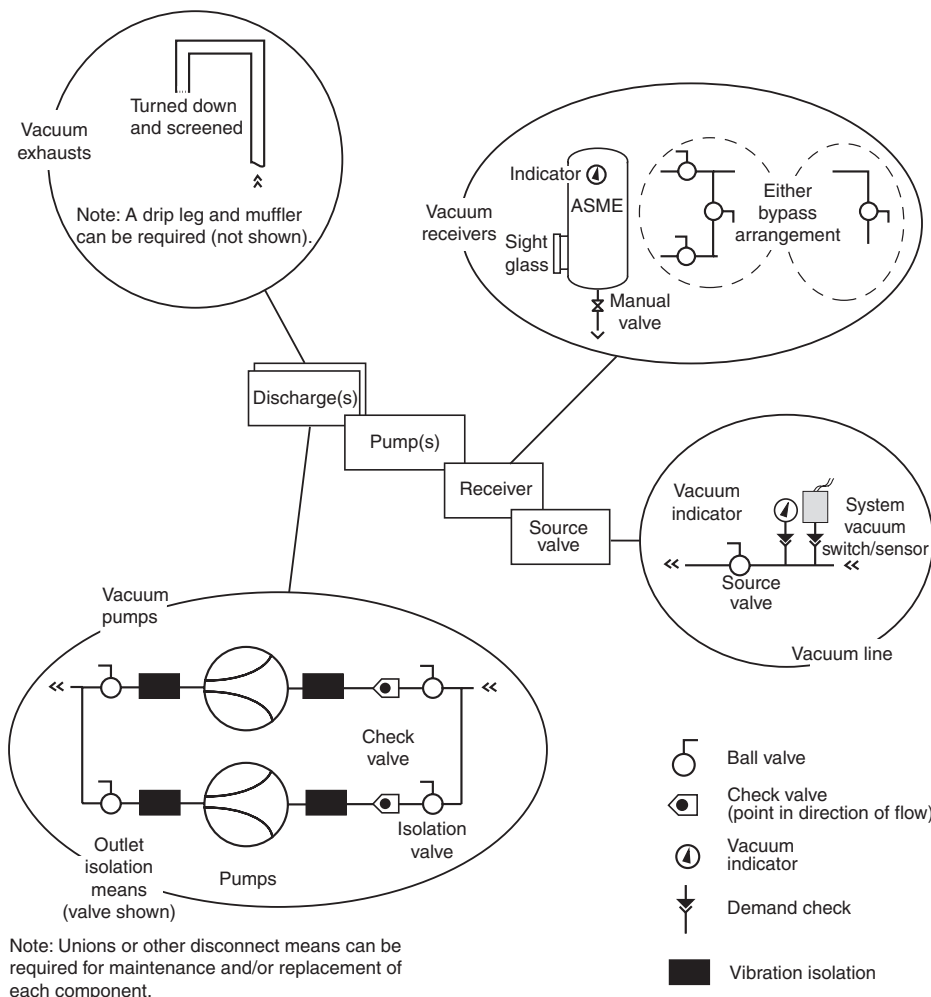 Turned down
and screened
Vacuum
exhausts
Note: A drip leg and muffler
can be required (not shown).
Indicator
ASME
Vacuum
receivers
Sight
glass
Manual
valve
Either
bypass
arrangement
Discharge(s)
Pump(s)
Receiver
Source
valve
Vacuum
indicator
System
vacuum
switch/sensor
Source
valve
Vacuum line
Vacuum
pumps
Check
valve
Isolation
valve
Outlet
isolation
means
(valve shown)
Pumps
Note: Unions or other disconnect means can be
required for maintenance and/or replacement of
each component.
Ball valve
Check valve
(point in direction of flow)
Vacuum
indicator
Demand check
Vibration isolation